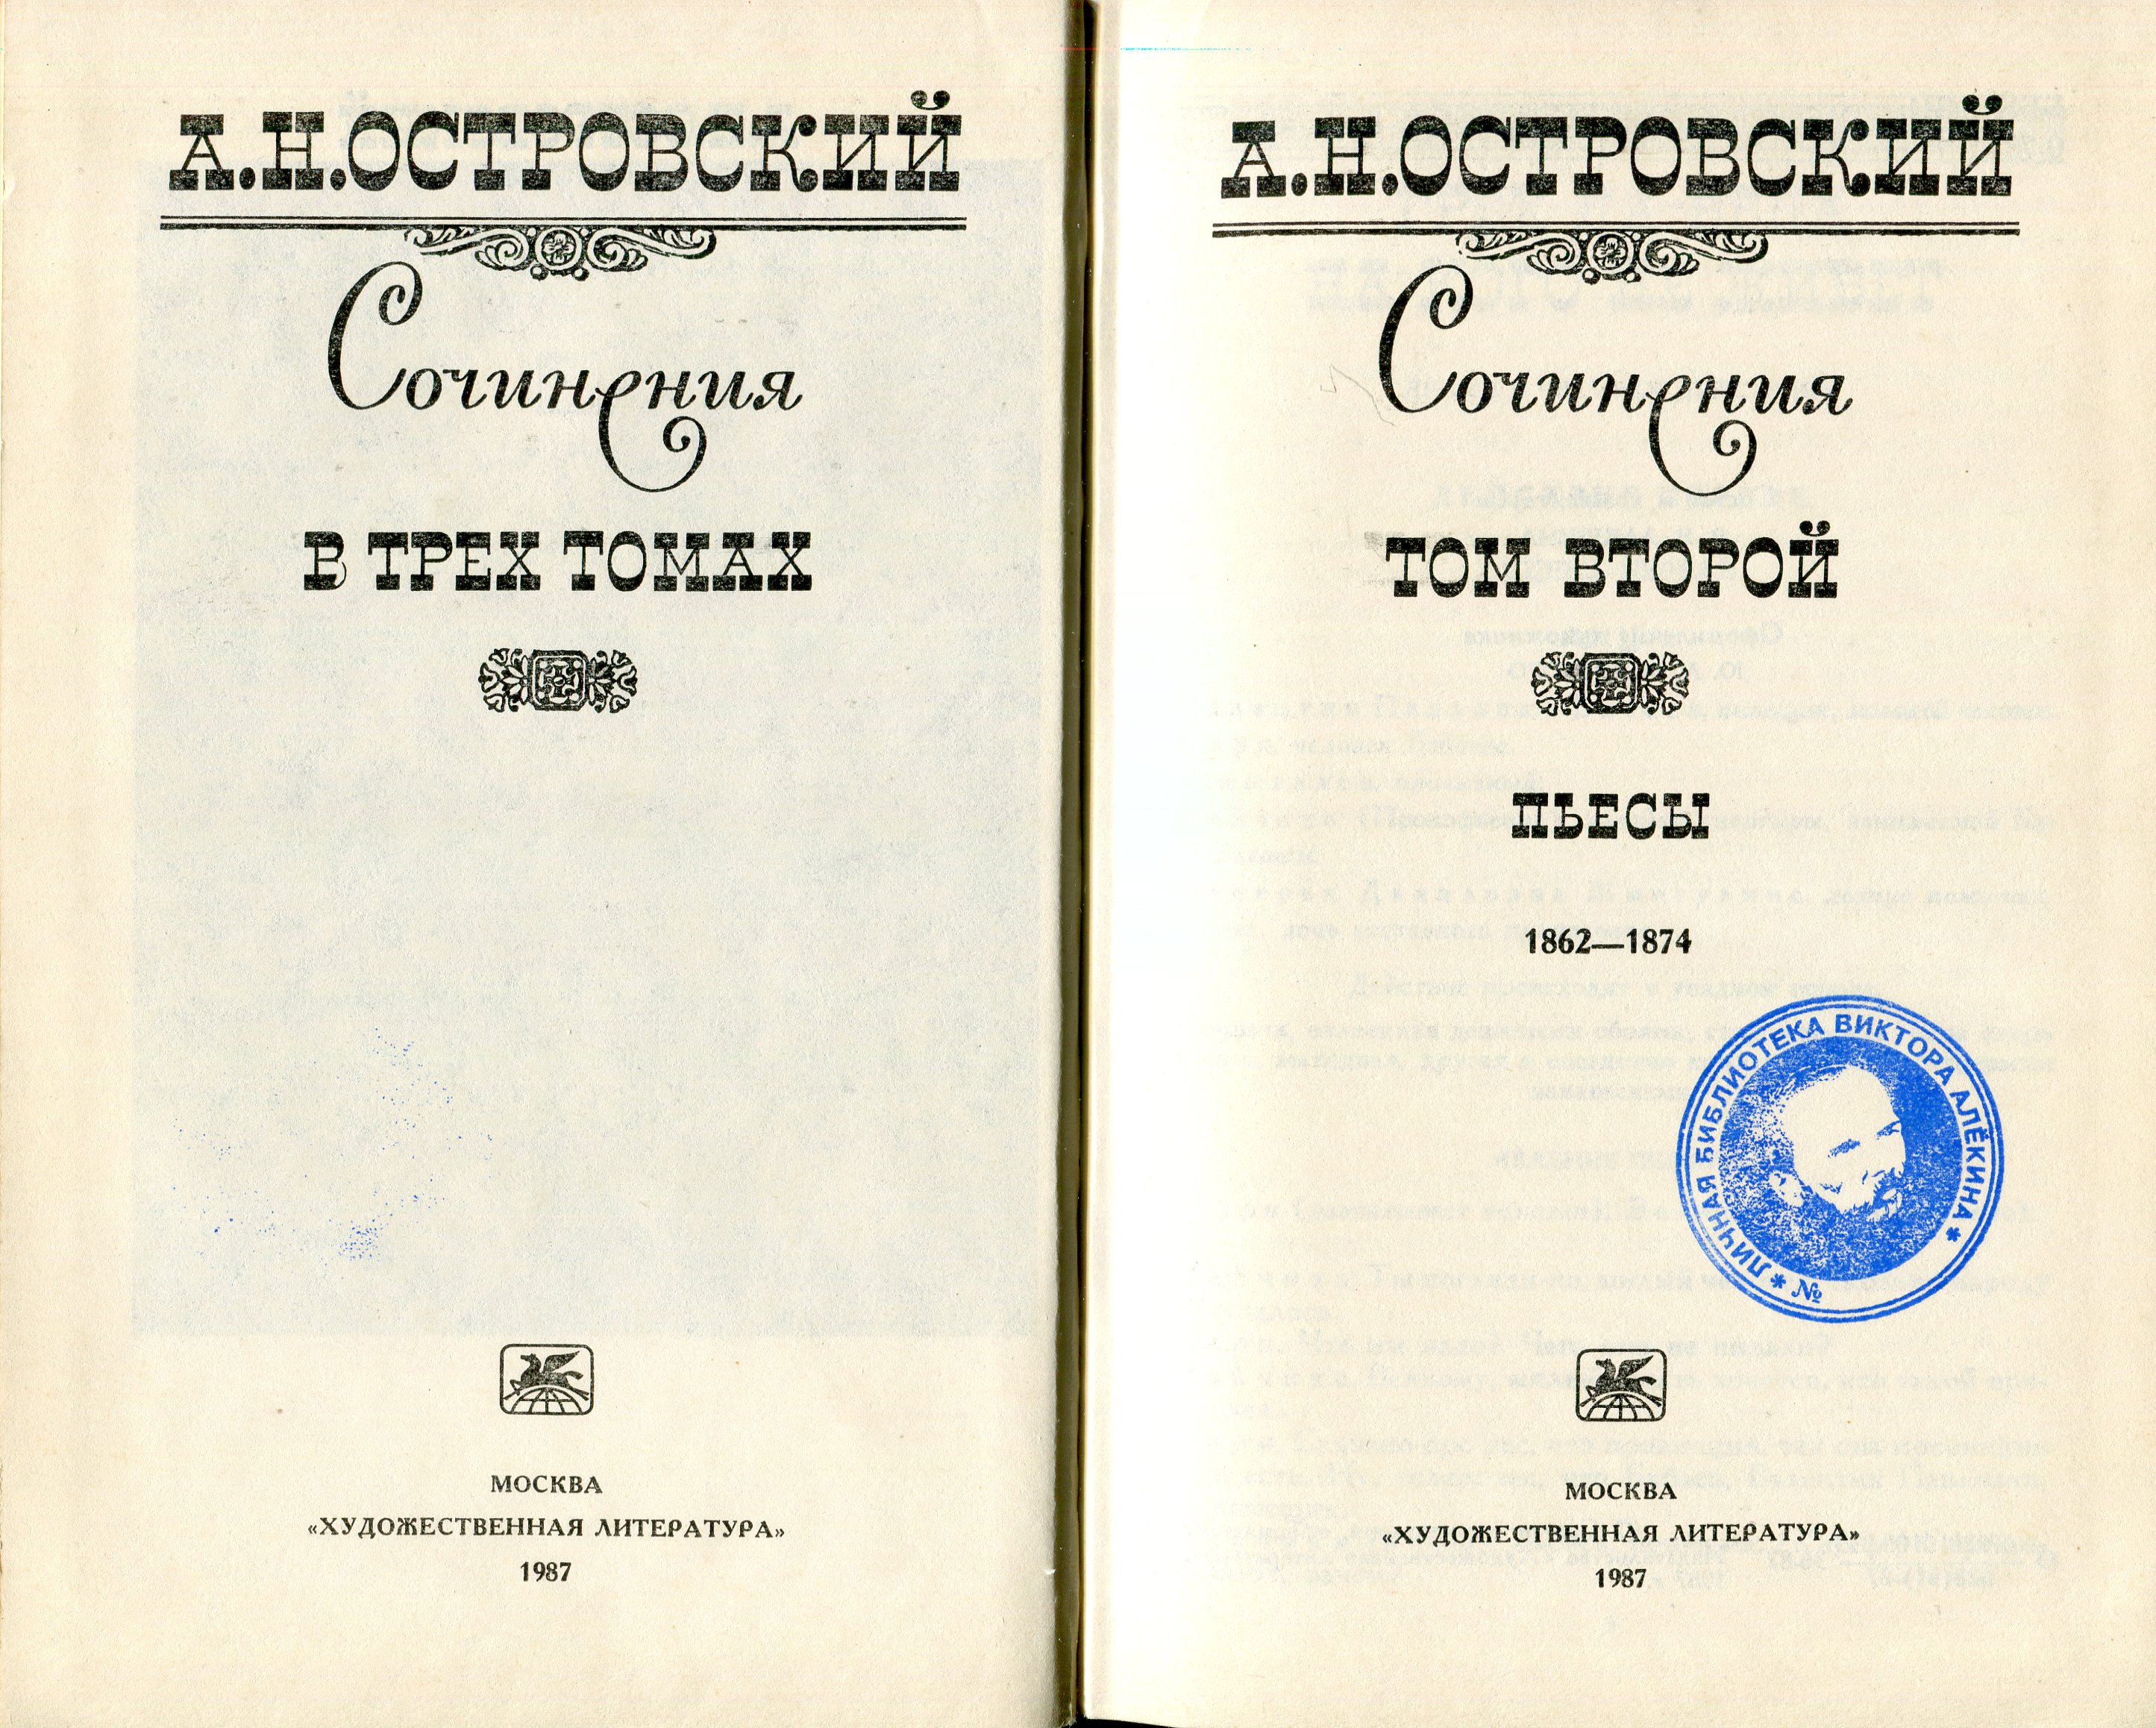 А.Н.ОСТРОВСКИЙ
Сочинения
В ТРЕХ ТОМАХ
МОСКВА
«ХУДОЖЕСТВЕННАЯ ЛИТЕРАТУРА»
1987
А.Н.ОСТРОВСКИЙ
Сочинения
ТОМ ВТОРОЙ
ПЬЕСЫ
1862—1874
* ЛИЧНАЯ БИБЛИОТЕКА ВИКТОРА АЛЁКИНА *
№
МОСКВА
«ХУДОЖЕСТВЕННАЯ ЛИТЕРАТУРА»
1987